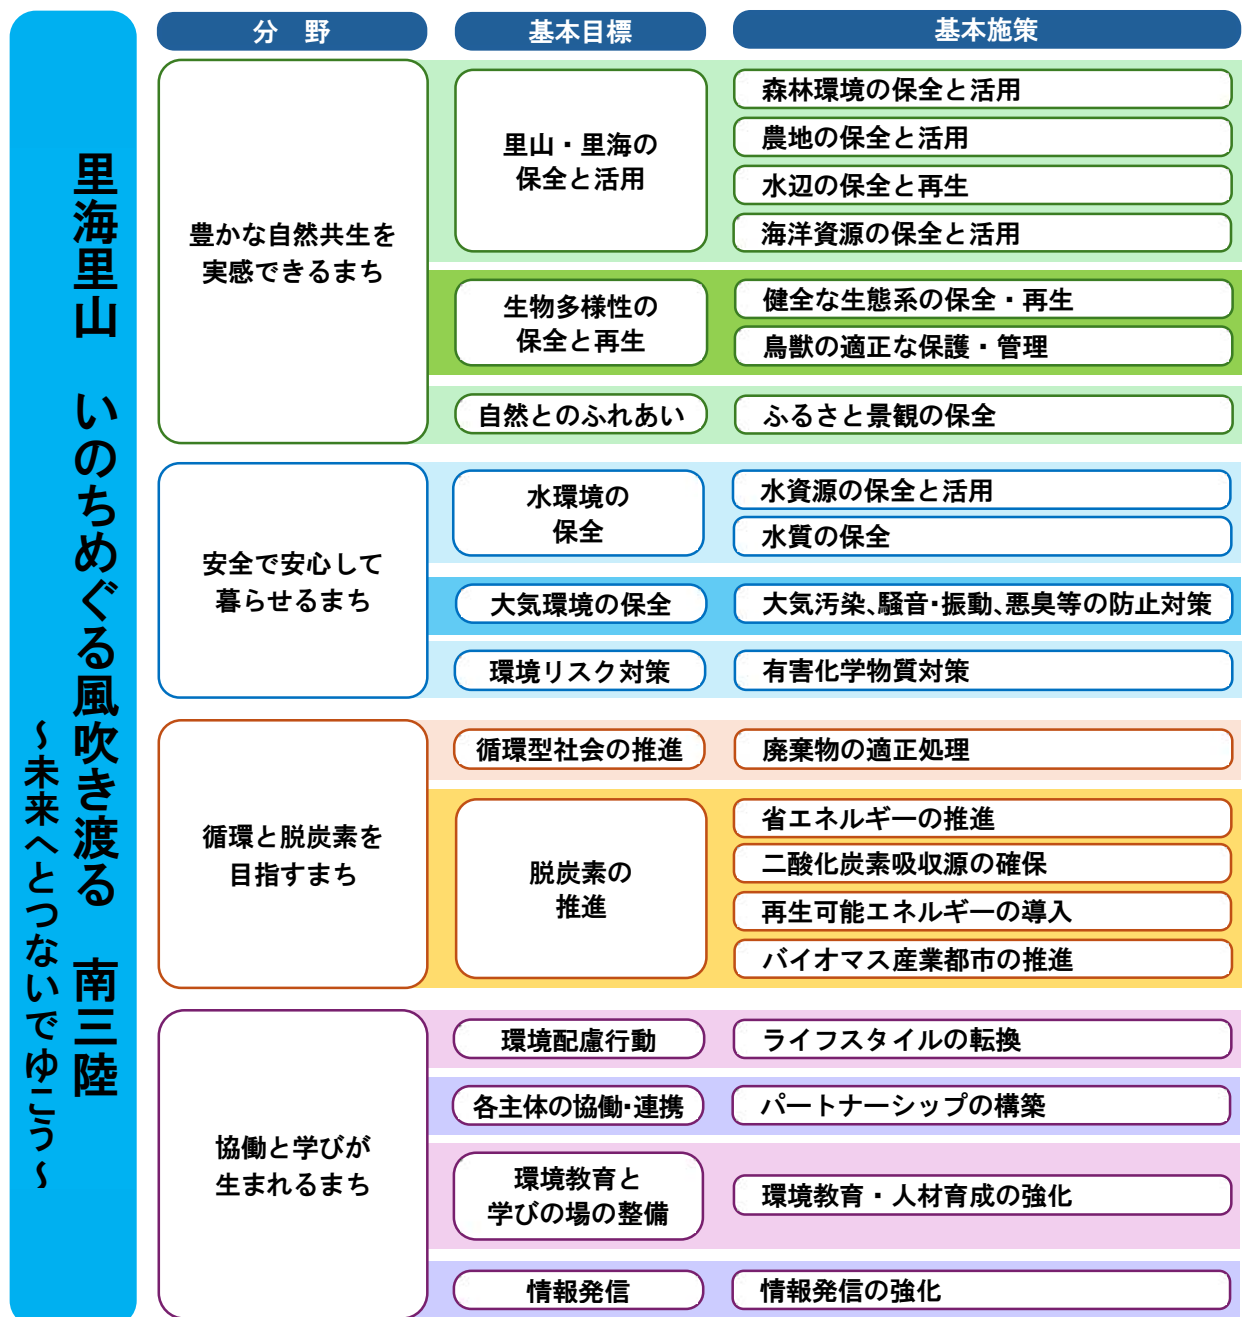 里海里山　いのちめぐる風吹き渡る　南三陸
～未来へとつないでゆこう～
分　野
基本目標
基本施策
豊かな自然共生を
実感できるまち
里山・里海の
保全と活用
森林環境の保全と活用
農地の保全と活用
水辺の保全と再生
海洋資源の保全と活用
生物多様性の
保全と再生
健全な生態系の保全・再生
鳥獣の適正な保護・管理
自然とのふれあい
ふるさと景観の保全
安全で安心して
暮らせるまち
水環境の
保全
水資源の保全と活用
水質の保全
大気環境の保全
大気汚染、騒音・振動、悪臭等の防止対策
環境リスク対策
有害化学物質対策
循環と脱炭素を
目指すまち
循環型社会の推進
廃棄物の適正処理
脱炭素の
推進
省エネルギーの推進
二酸化炭素吸収源の確保
再生可能エネルギーの導入
バイオマス産業都市の推進
協働と学びが
生まれるまち
環境配慮行動
ライフスタイルの転換
各主体の協働・連携
パートナーシップの構築
環境教育と
学びの場の整備
環境教育・人材育成の強化
情報発信
情報発信の強化